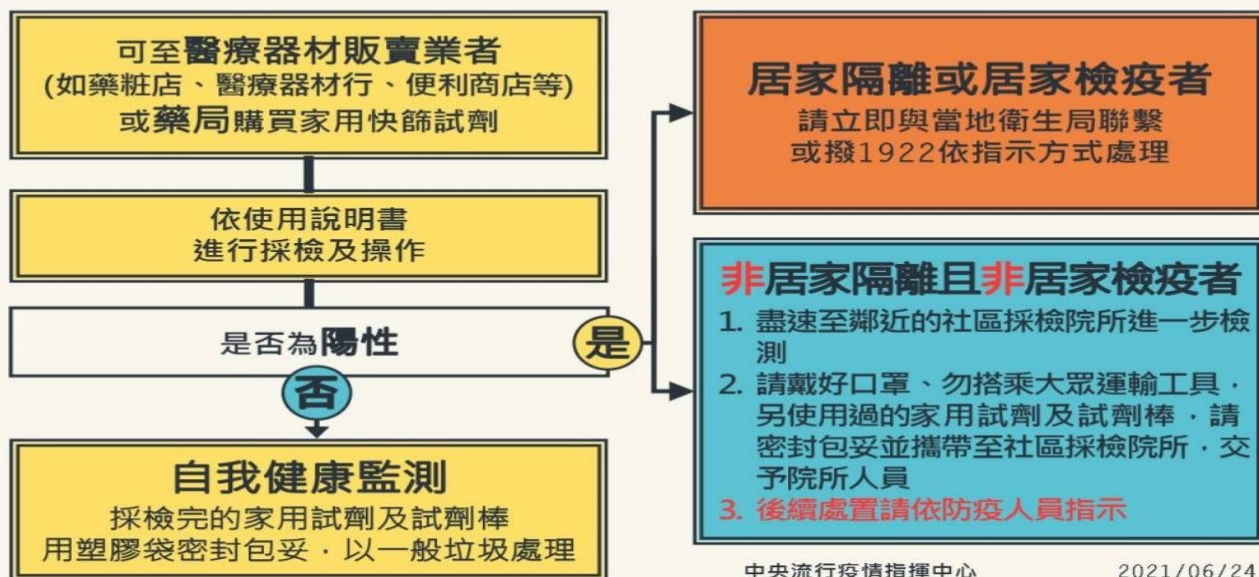 可至醫療器材販賣業者
(如藥粧店、醫療器材行、便利商店等)
或藥局購買家用快篩試劑
依使用說明書
進行採檢及操作
是否為陽性
是
否
自我健康監測
採檢完的家用試劑及試劑棒
用塑膠袋密封包妥，以一般垃圾處理
居家隔離或居家檢疫者
請立即與當地衛生局聯繫
或撥1922依指示方式處理
非居家隔離且非居家檢疫者
1. 盡速至鄰近的社區採檢院所進一步檢
測
2. 請戴好口罩、勿搭乘大眾運輸工具，
另使用過的家用試劑及試劑棒，請
密封包妥並攜帶至社區採檢院所，交
予院所人員
3. 後續處置請依防疫人員指示
中央流行疫情指揮中心
2021/06/24